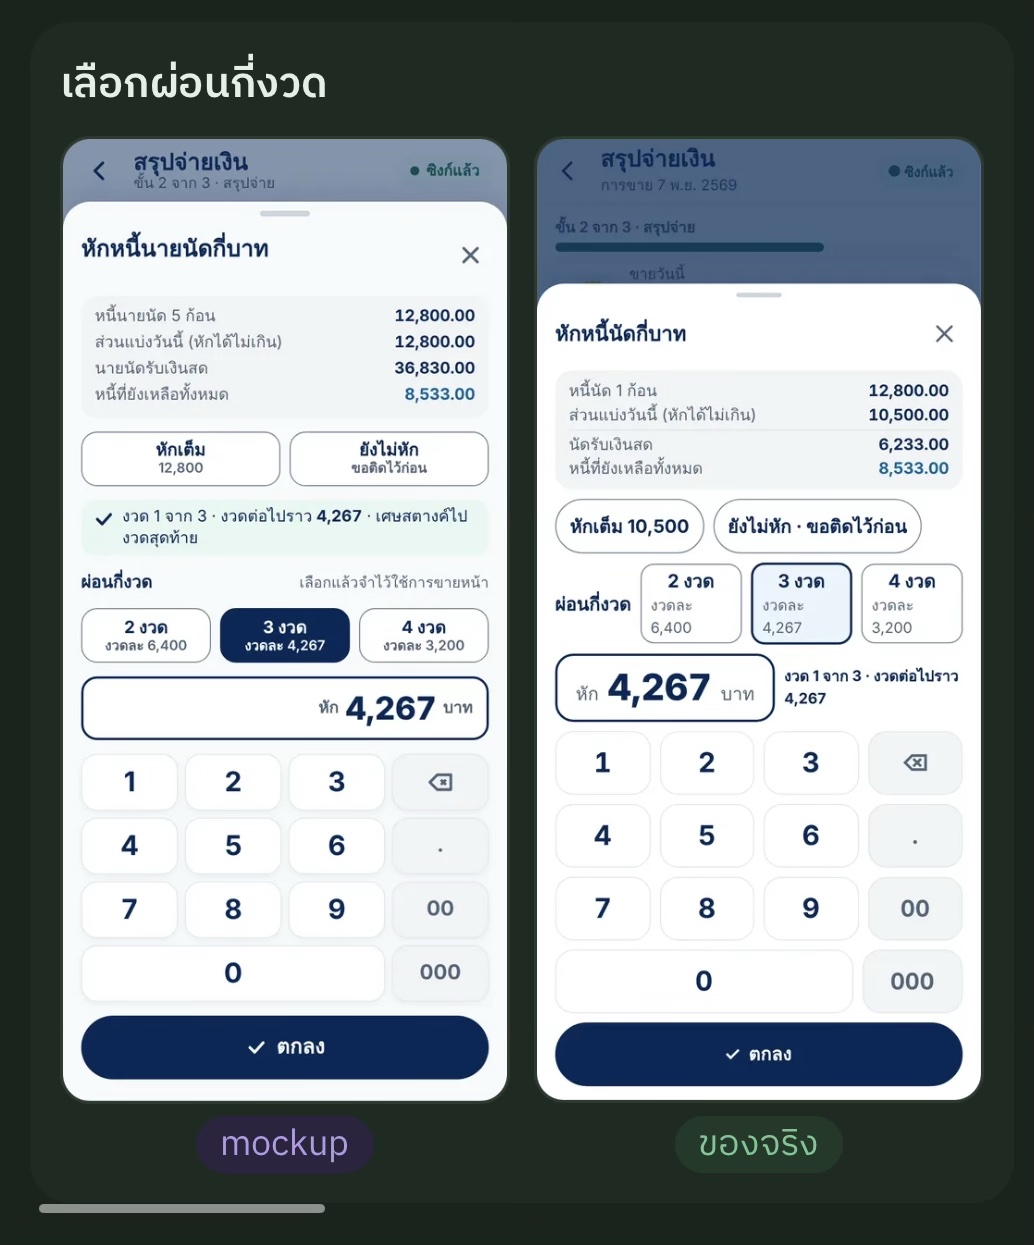 เลือกผ่อนกี่งวด
สรุปจ่ายเงิน
ขั้น 2 จาก 3 · สรุปจ่าย
ซิงก์แล้ว
หักหนี้นายนัดกี่บาท
หนี้นายนัด 5 ก้อน 12,800.00
ส่วนแบ่งวันนี้ (หักได้ไม่เกิน) 12,800.00
นายนัดรับเงินสด 36,830.00
หนี้ที่ยังเหลือทั้งหมด 8,533.00
หักเต็ม
12,800
ยังไม่หัก
ขอติดไว้ก่อน
งวด 1 จาก 3 · งวดต่อไปราว 4,267 · เศษสตางค์ไป
งวดสุดท้าย
ผ่อนกี่งวด
เลือกแล้วจำไว้ใช้การขายหน้า
2 งวด
งวดละ 6,400
3 งวด
งวดละ 4,267
4 งวด
งวดละ 3,200
หัก 4,267 บาท
1 2 3
4 5 6 .
7 8 9 00
0 000
ตกลง
mockup
สรุปจ่ายเงิน
การขาย 7 พ.ย. 2569
ซิงก์แล้ว
ขั้น 2 จาก 3 · สรุปจ่าย
ขายวันนี้
หักหนี้นัดกี่บาท
หนี้นัด 1 ก้อน 12,800.00
ส่วนแบ่งวันนี้ (หักได้ไม่เกิน) 10,500.00
นัดรับเงินสด 6,233.00
หนี้ที่ยังเหลือทั้งหมด 8,533.00
หักเต็ม 10,500
ยังไม่หัก · ขอติดไว้ก่อน
ผ่อนกี่งวด
2 งวด
งวดละ
6,400
3 งวด
งวดละ
4,267
4 งวด
งวดละ
3,200
หัก 4,267 บาท
งวด 1 จาก 3 · งวดต่อไปราว
4,267
1 2 3
4 5 6 .
7 8 9 00
0 000
ตกลง
ของจริง